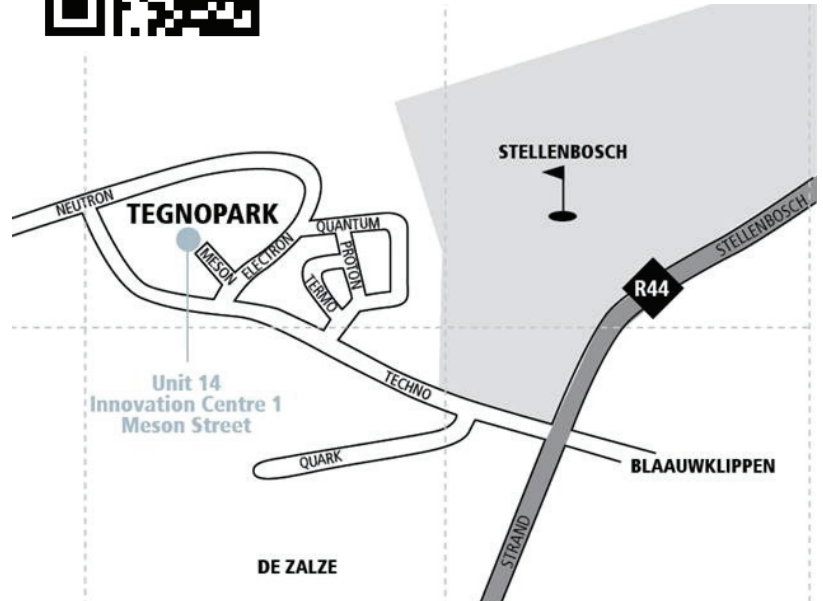 STELLENBOSCH
NEUTRON
TEGNOPARK
QUANTUM
MESON
ELECTRON
PROTON
TERMO
STELLENBOSCH
R44
Unit 14
Innovation Centre 1
Meson Street
TECHNO
QUARK
BLAAUWKLIPPEN
STRAND
DE ZALZE